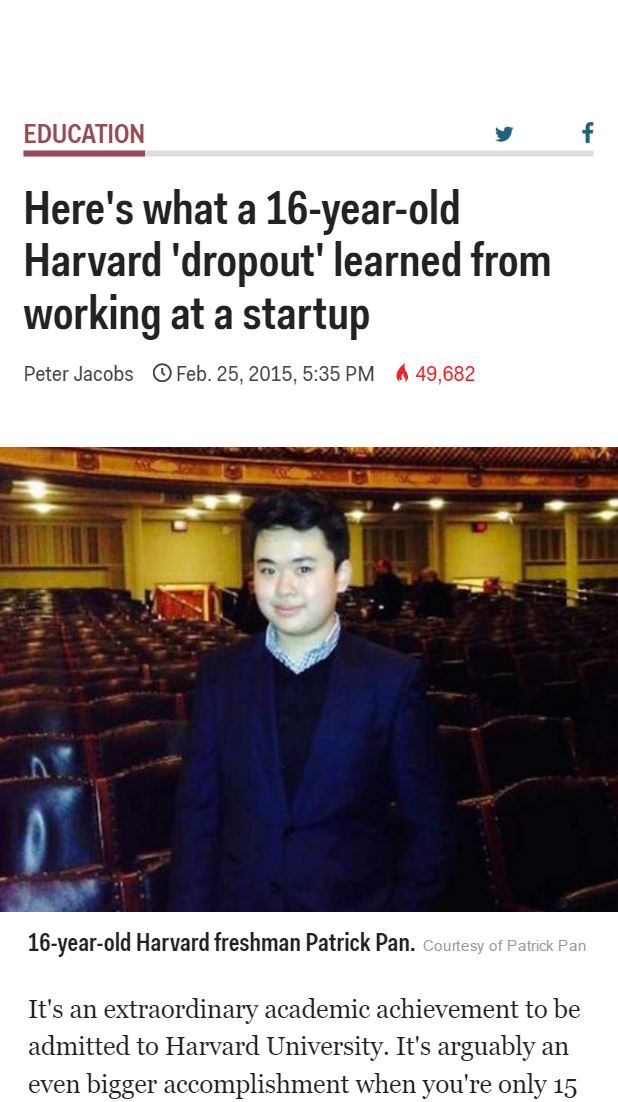 EDUCATION
Here's what a 16-year-old
Harvard 'dropout' learned from
working at a startup
Peter Jacobs Feb. 25, 2015, 5:35 PM 49,682
16-year-old Harvard freshman Patrick Pan. Courtesy of Patrick Pan
It's an extraordinary academic achievement to be
admitted to Harvard University. It's arguably an
even bigger accomplishment when you're only 15